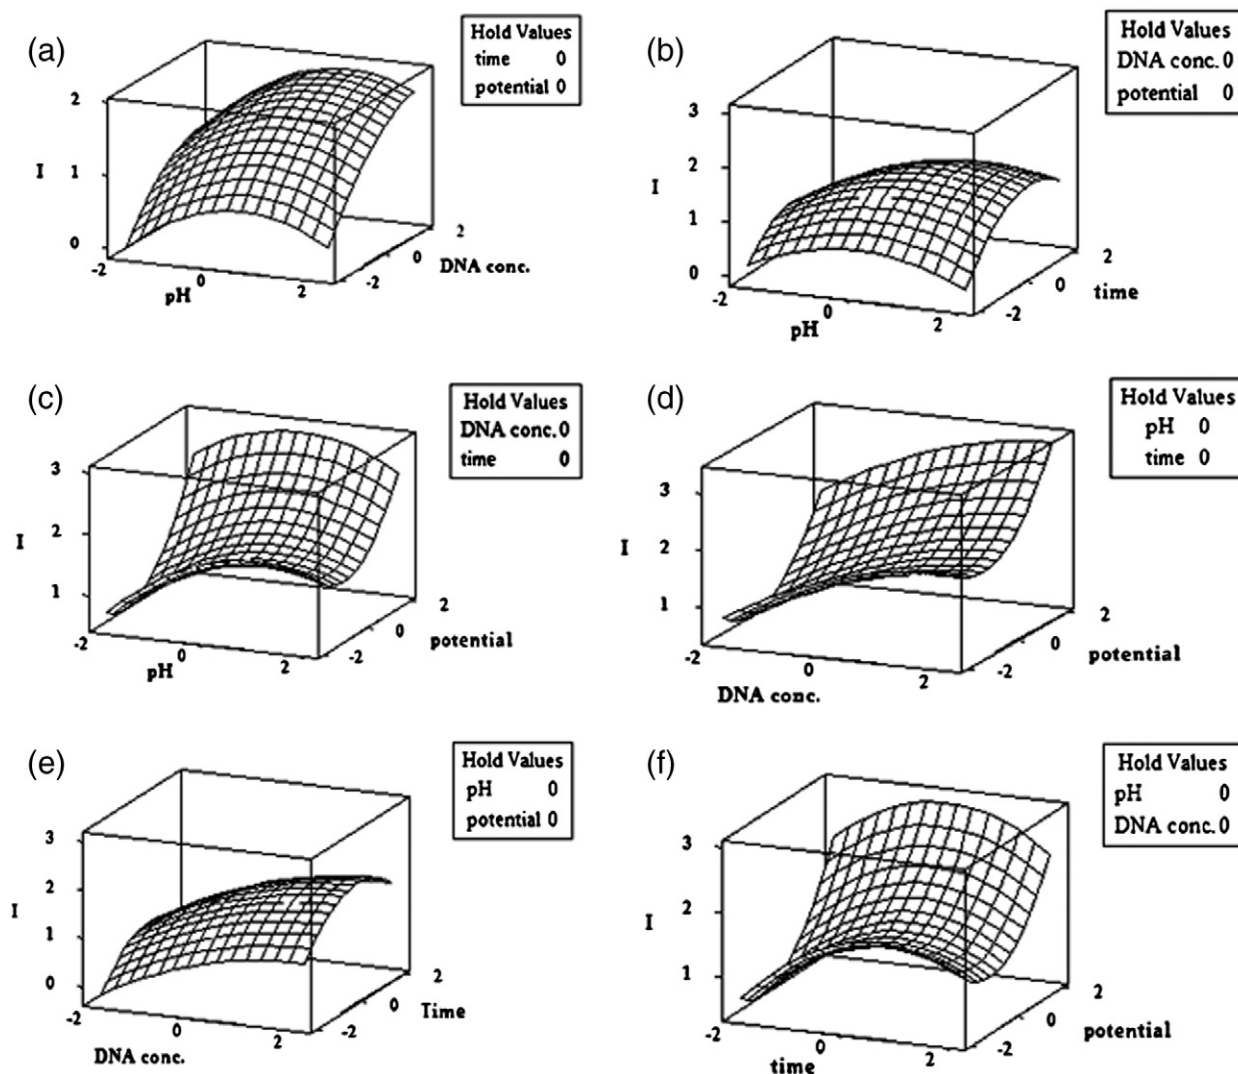 (a)
Hold Values
time 0
potential 0
2
1
0
I
-2
0
2
pH
-2
0
2
DNA conc.
(b)
Hold Values
DNA conc. 0
potential 0
3
2
1
0
I
-2
0
2
pH
-2
0
2
time
(c)
Hold Values
DNA conc. 0
time 0
3
2
1
I
-2
0
2
pH
-2
0
2
potential
(d)
Hold Values
pH 0
time 0
3
2
1
I
-2
0
2
DNA conc.
-2
0
2
potential
(e)
Hold Values
pH 0
potential 0
3
2
1
0
I
-2
0
2
DNA conc.
-2
0
2
Time
(f)
Hold Values
pH 0
DNA conc. 0
3
2
1
I
-2
0
2
time
-2
0
2
potential